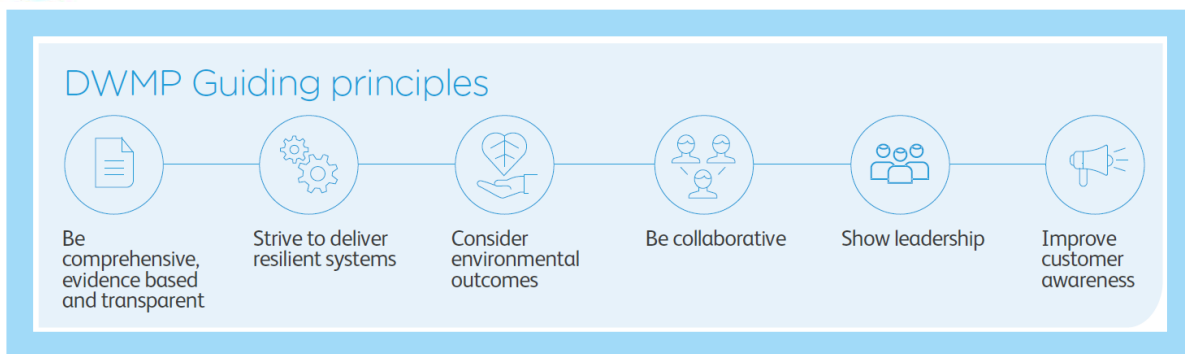 DWMP Guiding principles
Be
comprehensive,
evidence based
and transparent
Strive to deliver
resilient systems
Consider
environmental
outcomes
Be collaborative
Show leadership
Improve
customer
awareness